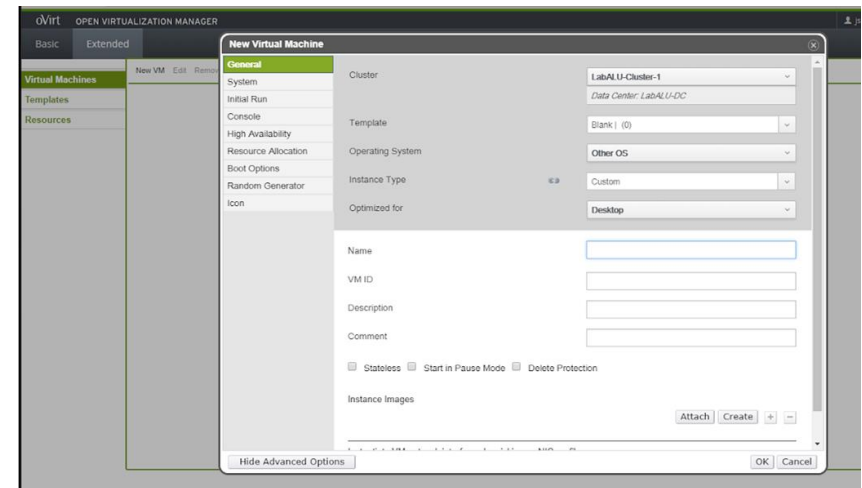 oVirt OPEN VIRTUALIZATION MANAGER
Basic Extended
New Virtual Machine
Virtual Machines
Templates
Resources
New VM Edit
General
System
Initial Run
Console
High Availability
Resource Allocation
Boot Options
Random Generator
Icon
Cluster LabALU-Cluster-1
Data Center: LabALU-DC
Template Blank | (0)
Operating System Other OS
Instance Type Custom
Optimized for Desktop
Name
VM ID
Description
Comment
Stateless Start in Pause Mode Delete Protection
Instance Images
Attach Create + −
Hide Advanced Options OK Cancel